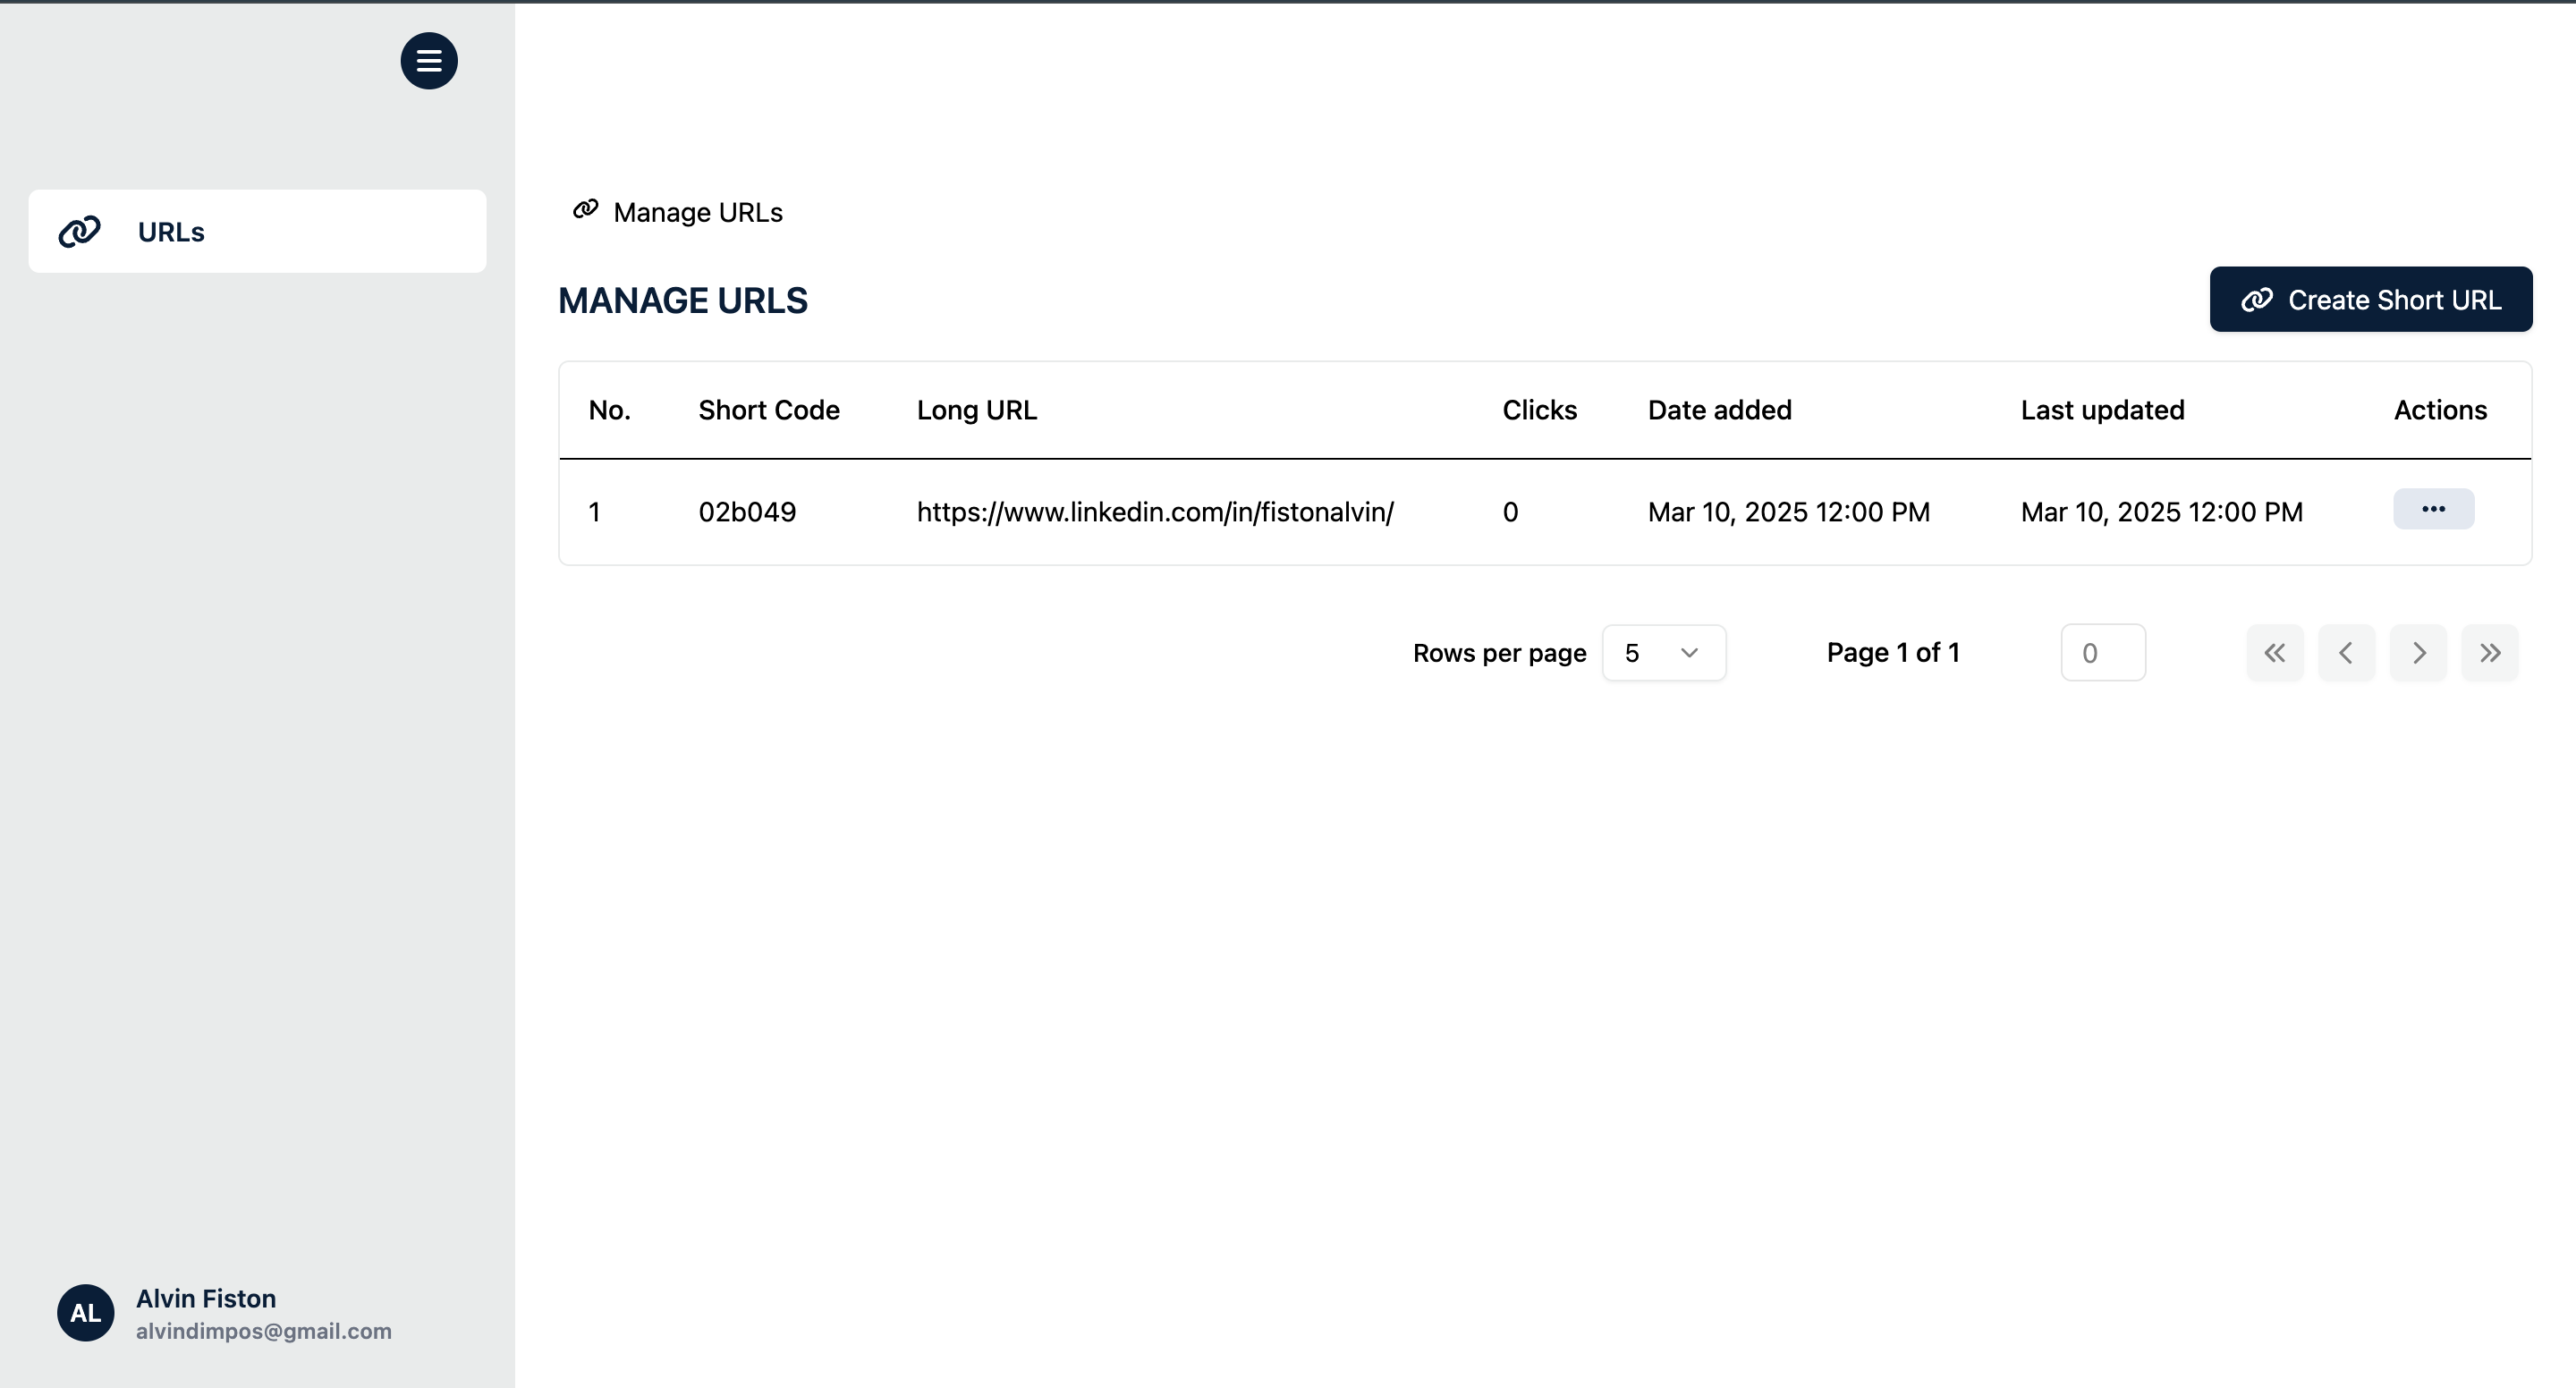 URLs
Manage URLs
MANAGE URLS
Create Short URL
No. Short Code Long URL Clicks Date added Last updated Actions
1 02b049 https://www.linkedin.com/in/fistonalvin/ 0 Mar 10, 2025 12:00 PM Mar 10, 2025 12:00 PM
Rows per page 5 Page 1 of 1 0
AL
Alvin Fiston
alvindimpos@gmail.com